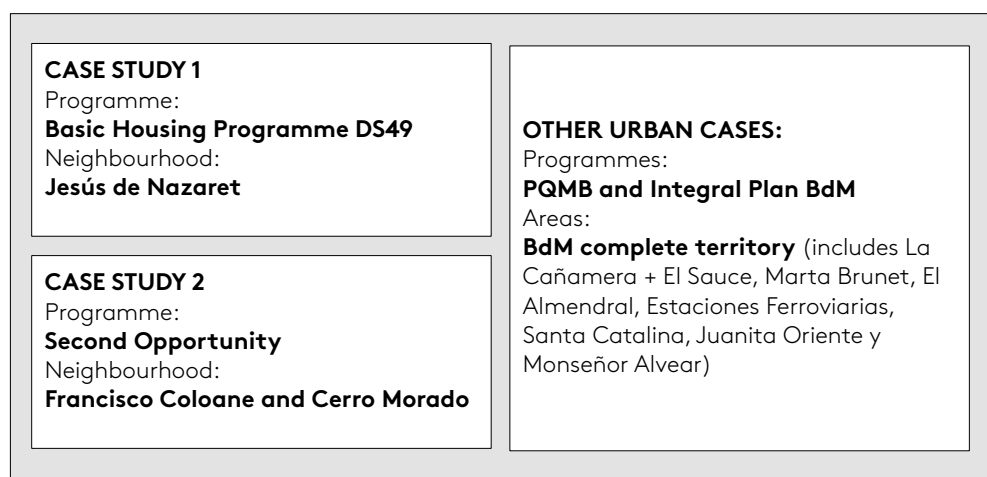 CASE STUDY 1
Programme:
Basic Housing Programme DS49
Neighbourhood:
Jesús de Nazaret
CASE STUDY 2
Programme:
Second Opportunity
Neighbourhood:
Francisco Coloane and Cerro Morado
OTHER URBAN CASES:
Programmes:
PQMB and Integral Plan BdM
Areas:
BdM complete territory (includes La
Cañamera + El Sauce, Marta Brunet, El
Almendral, Estaciones Ferroviarias,
Santa Catalina, Juanita Oriente y
Monseñor Alvear)